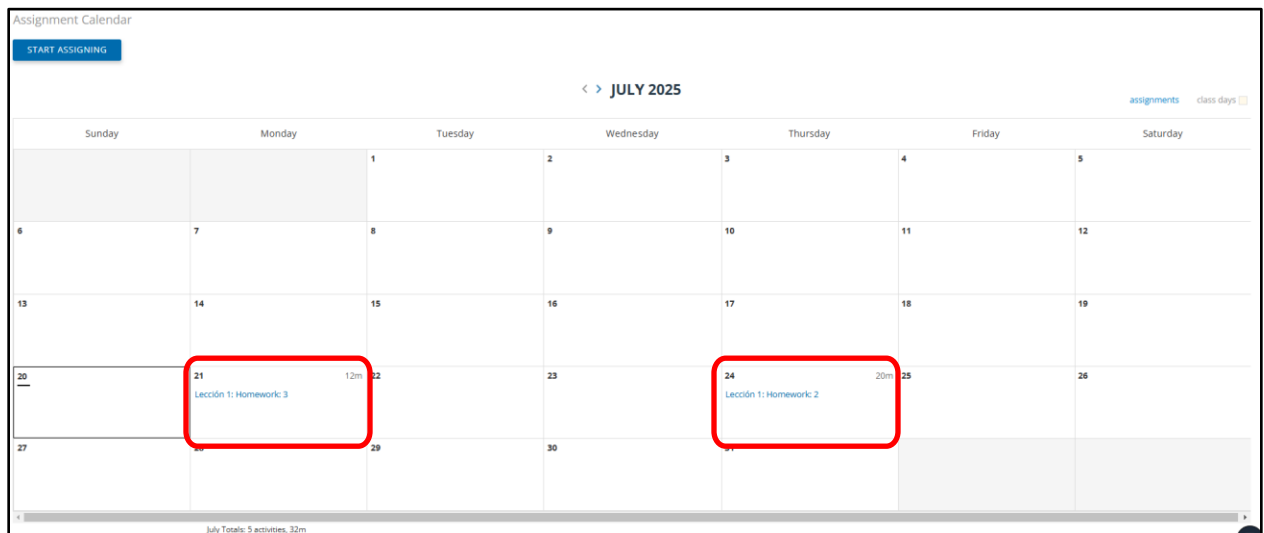 Assignment Calendar
START ASSIGNING
< > JULY 2025
assignments class days
Sunday Monday Tuesday Wednesday Thursday Friday Saturday
1 2 3 4 5
6 7 8 9 10 11 12
13 14 15 16 17 18 19
20 21 12m 22 23 24 20m 25 26
Lección 1: Homework: 3 Lección 1: Homework: 2
27 29 30
July Totals: 5 activities, 32m